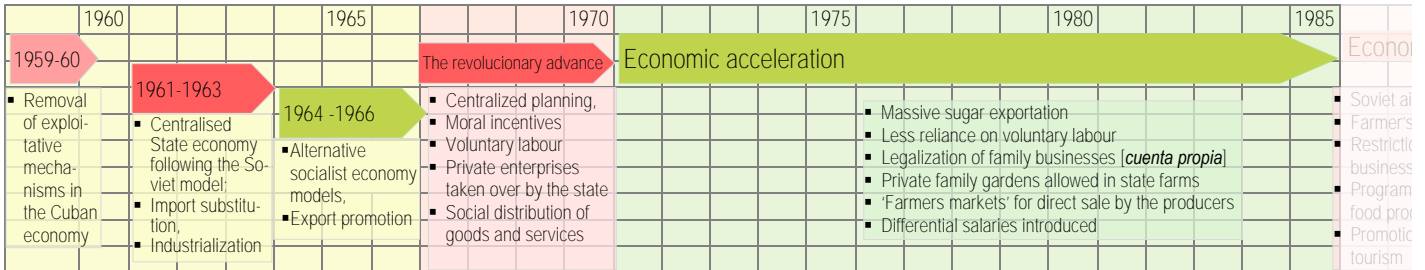 1960 1965 1970 1975 1980 1985
1959-60
Removal
of exploi-
tative
mecha-
nisms in
the Cuban
economy
1961-1963
Centralised
State economy
following the So-
viet model;
Import substitu-
tion,
Industrialization
1964 -1966
Alternative
socialist economy
models,
Export promotion
The revolutionary advance
Centralized planning,
Moral incentives
Voluntary labour
Private enterprises
taken over by the state
Social distribution of
goods and services
Economic acceleration
Massive sugar exportation
Less reliance on voluntary labour
Legalization of family businesses [cuenta propia]
Private family gardens allowed in state farms
‘Farmers markets’ for direct sale by the producers
Differential salaries introduced
Soviet
Farmer's
business
tourism